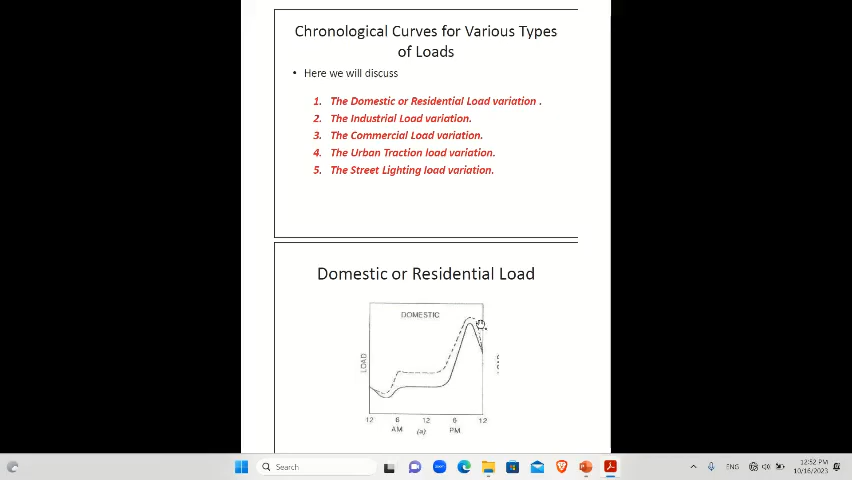 Chronological Curves for Various Types
of Loads
• Here we will discuss
1. The Domestic or Residential Load variation .
2. The Industrial Load variation.
3. The Commercial Load variation.
4. The Urban Traction load variation.
5. The Street Lighting load variation.
Domestic or Residential Load
DOMESTIC
LOAD
12 6 12 6 12
AM (a) PM
Search
ENG
12:52 PM
10/16/2023